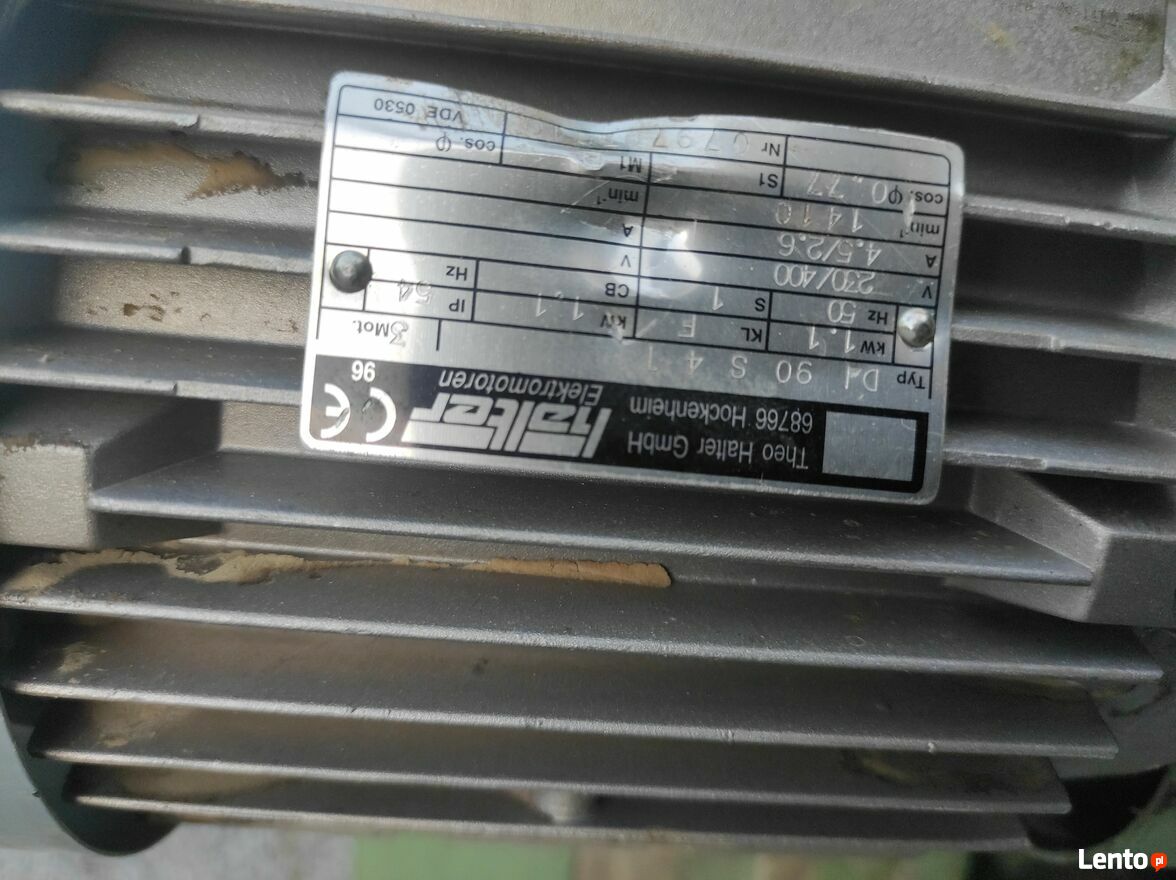 Theo Halter GmbH
68766 Hockenheim
halter
Elektromotoren
CE
96
Typ Dd 90 S 4 1 3 Mot.
kW 1.1 KL F kW 1.1 IP 54
Hz 50 S 1 CB Hz
V 230/400 V
A 4.5/2.6 A
min-1 1410 min-1
cos. φ 0.77 S1 M1 cos. φ
Nr 0797 VDE 0530
Lento.pl